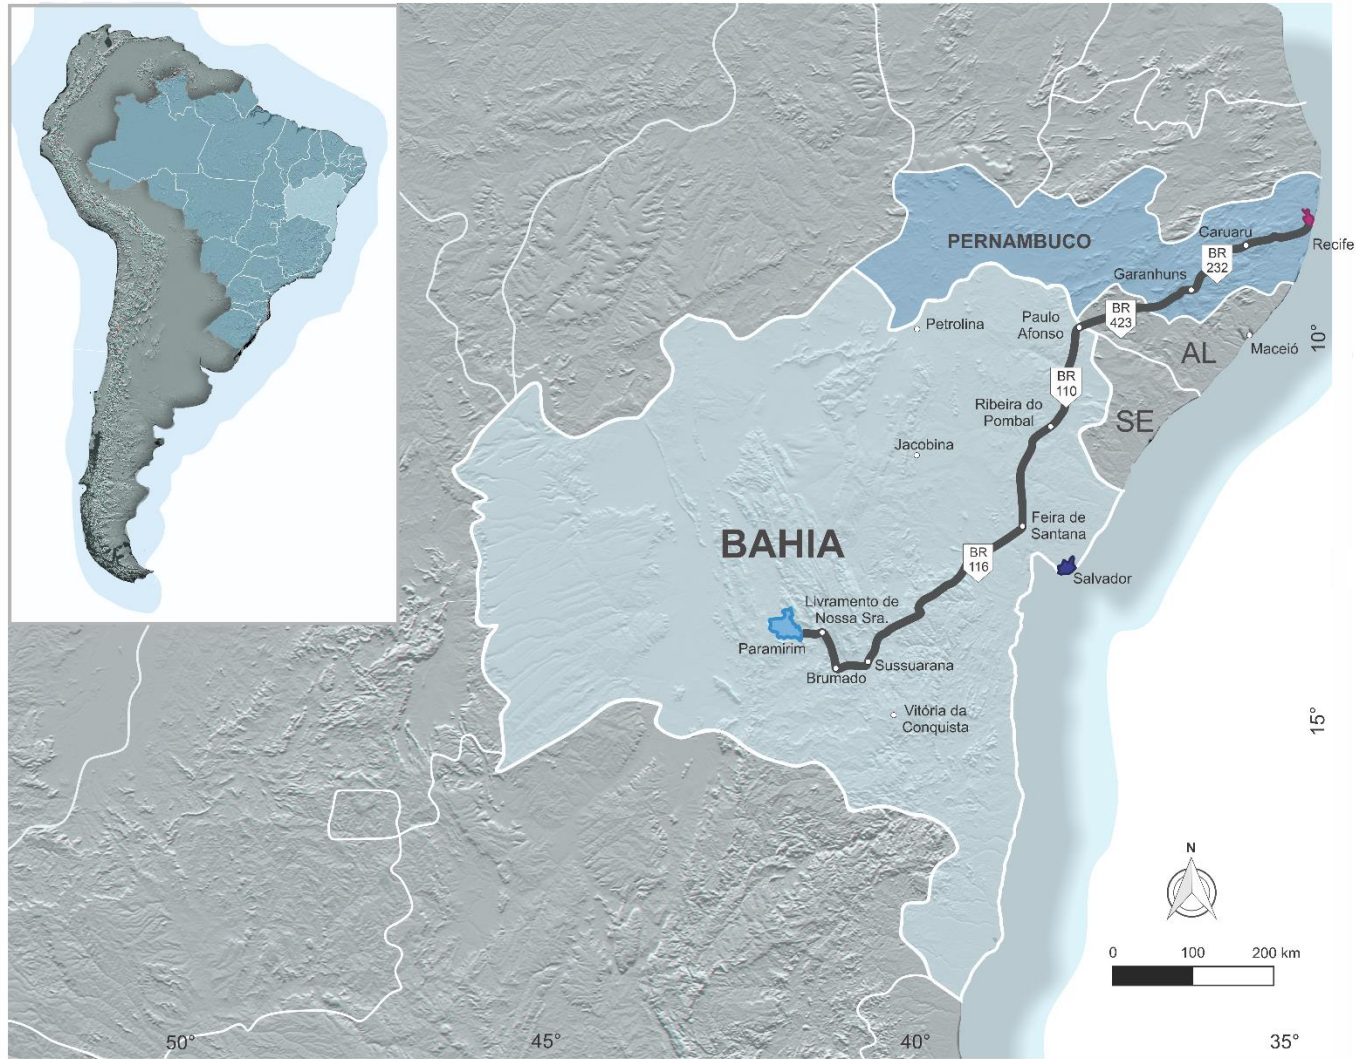 PERNAMBUCO
Caruaru
Recife
BR
232
Garanhuns
BR
423
Paulo
Afonso
Petrolina
AL
Maceió
10°
BR
110
Ribeira do
Pombal
SE
Jacobina
Feira de
Santana
BAHIA
BR
116
Salvador
Livramento de
Nossa Sra.
Paramirim
Sussuarana
Brumado
Vitória da
Conquista
15°
N
0 100 200 km
50° 45° 40° 35°